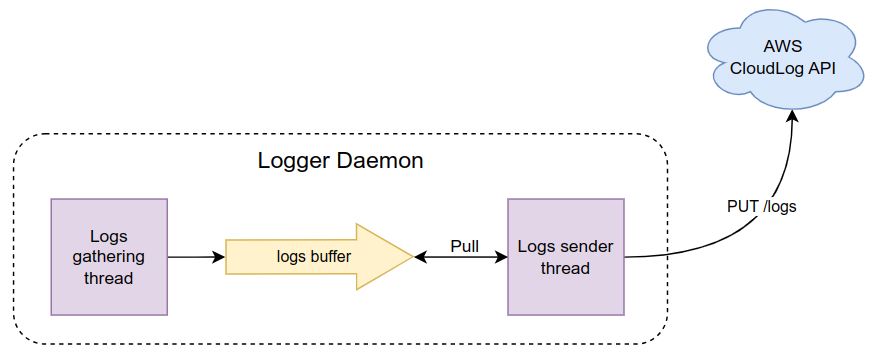 AWS
CloudLog API
Logger Daemon
Logs
gathering
thread
logs buffer
Pull
Logs sender
thread
PUT /logs